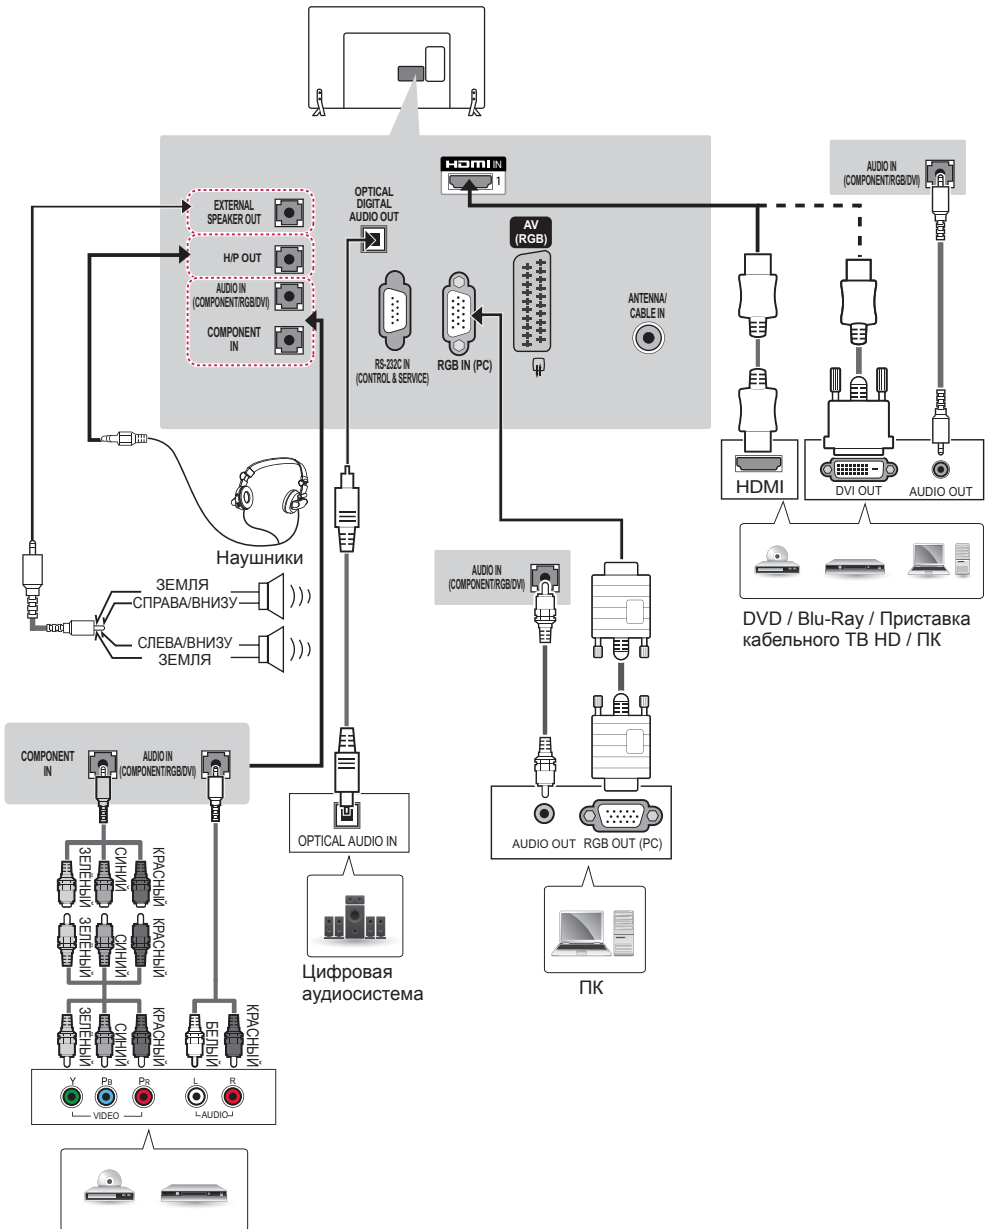 HDMI IN
1
EXTERNAL
SPEAKER OUT
H/P OUT
AUDIO IN
(COMPONENT/RGB/DVI)
COMPONENT
IN
OPTICAL
DIGITAL
AUDIO OUT
RS-232C IN
(CONTROL & SERVICE)
RGB IN (PC)
AV
(RGB)
ANTENNA/
CABLE IN
AUDIO IN
(COMPONENT/RGB/DVI)
HDMI
DVI OUT
AUDIO OUT
DVD / Blu-Ray / Приставка
кабельного ТВ HD / ПК
Наушники
ЗЕМЛЯ
СПРАВА/ВНИЗУ
СЛЕВА/ВНИЗУ
ЗЕМЛЯ
AUDIO IN
(COMPONENT/RGB/DVI)
AUDIO OUT
RGB OUT (PC)
ПК
OPTICAL AUDIO IN
Цифровая
аудиосистема
COMPONENT
IN
AUDIO IN
(COMPONENT/RGB/DVI)
ЗЕЛЁНЫЙ
СИНИЙ
КРАСНЫЙ
ЗЕЛЁНЫЙ
СИНИЙ
КРАСНЫЙ
ЗЕЛЁНЫЙ
СИНИЙ
КРАСНЫЙ
БЕЛЫЙ
КРАСНЫЙ
Y
PB
PR
L
R
VIDEO
AUDIO